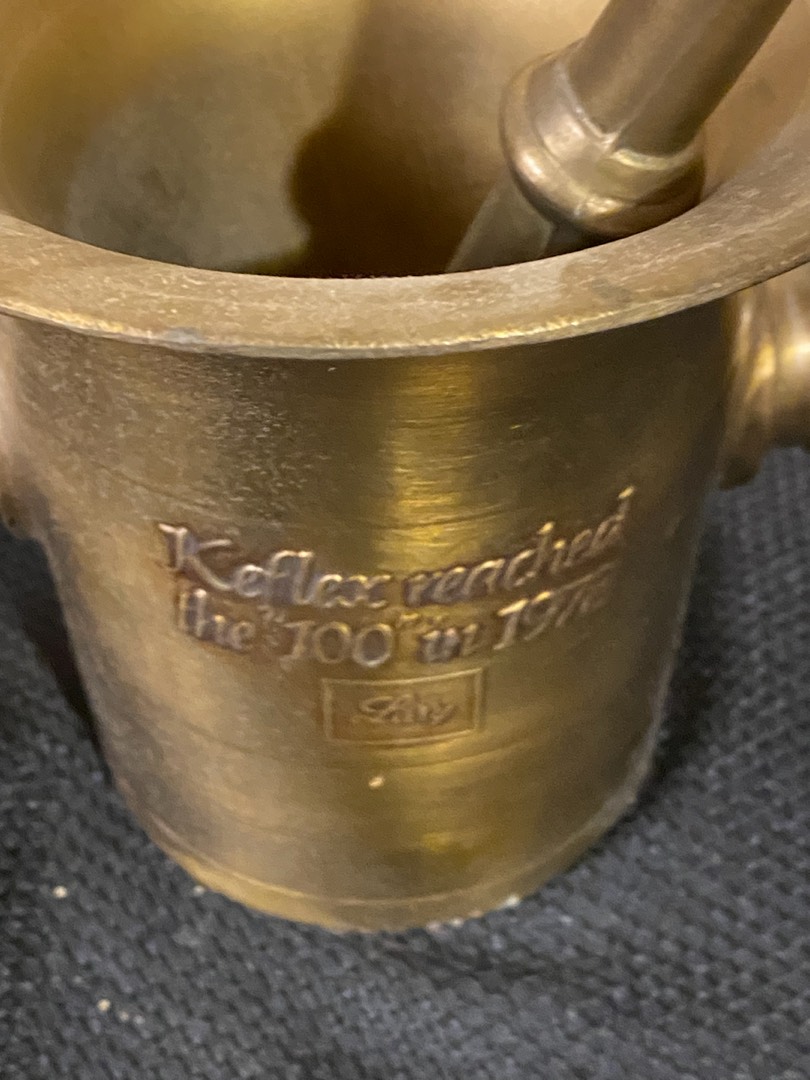 Keflex reached
the "100" in 1976
Lilly